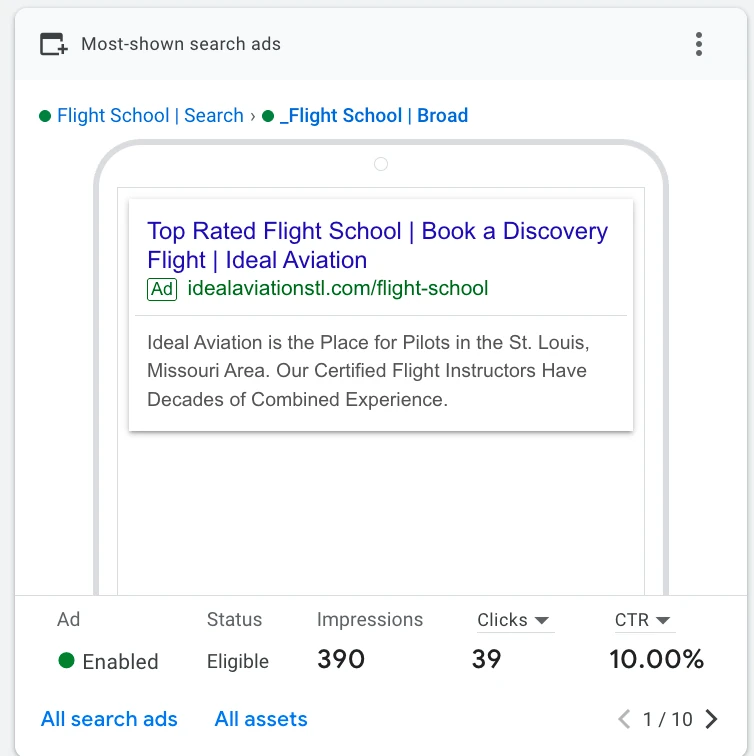 Most-shown search ads
Flight School | Search › _Flight School | Broad
Top Rated Flight School | Book a Discovery
Flight | Ideal Aviation
Ad idealaviationstl.com/flight-school
Ideal Aviation is the Place for Pilots in the St. Louis,
Missouri Area. Our Certified Flight Instructors Have
Decades of Combined Experience.
Ad Status Impressions Clicks CTR
Enabled Eligible 390 39 10.00%
All search ads All assets 1 / 10